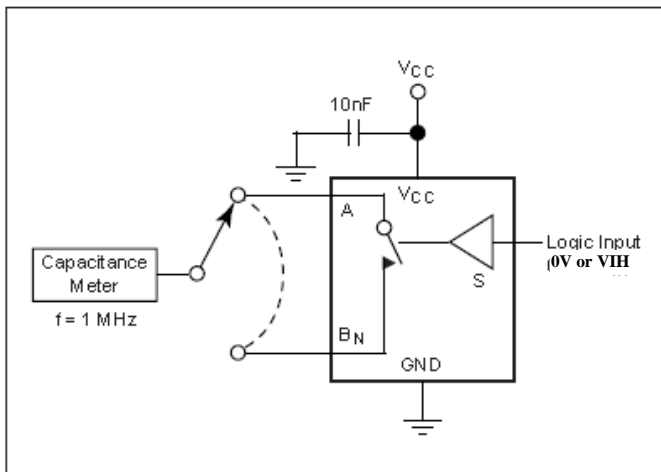 VCC
10nF
VCC
A
Capacitance
Meter
f = 1 MHz
Logic Input
(0V or VIH
S
BN
GND